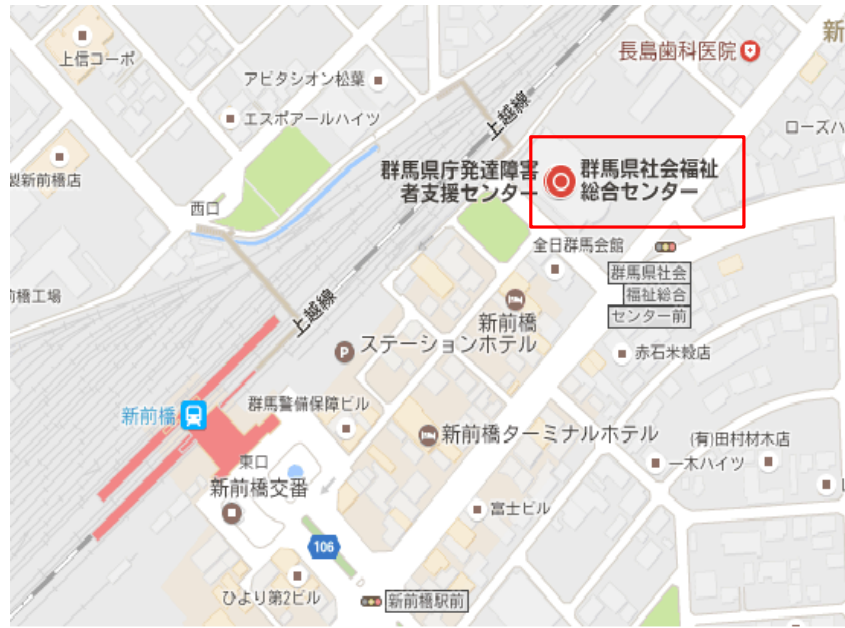 新
長島歯科医院
上信コーポ
アビタシオン松葉
エスポアールハイツ
上越線
ローズハ
群馬県庁発達障害
者支援センター
群馬県社会福祉
総合センター
製新前橋店
西口
全日群馬会館
群馬県社会
福祉総合
センター前
橋工場
上越線
新前橋
ステーションホテル
赤石米穀店
新前橋
群馬警備保障ビル
新前橋ターミナルホテル
(有)田村材木店
東口
一木ハイツ
新前橋交番
富士ビル
106
ひより第2ビル
新前橋駅前